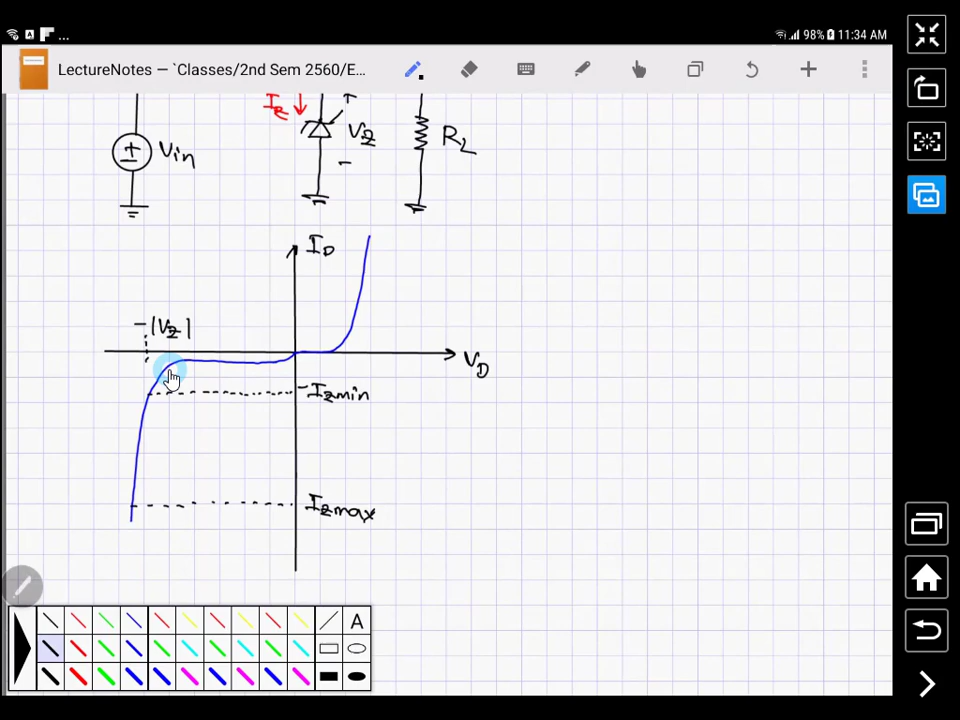 A ... 98% 11:34 AM
LectureNotes — `Classes/2nd Sem 2560/E...
Iz
+
Vz
-
RL
+
Vin
ID
-|Vz|
VD
-Izmin
Izmax
A